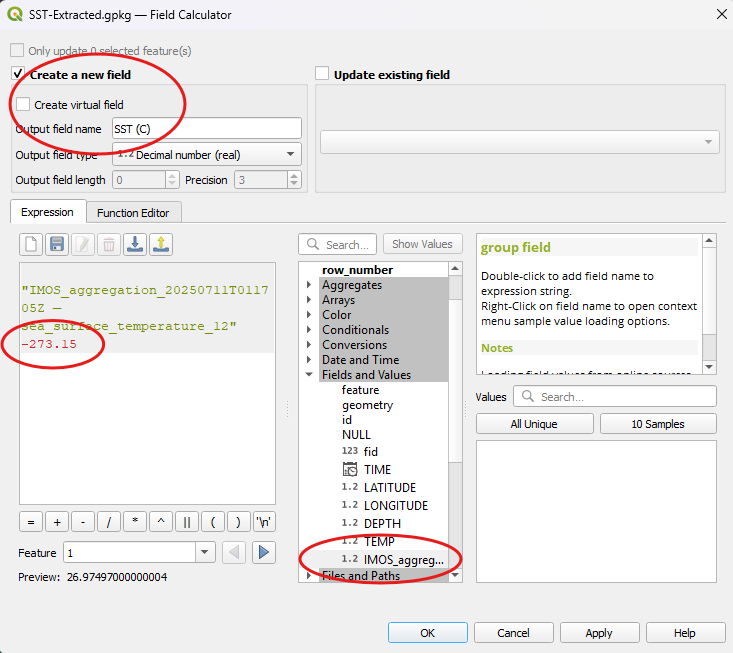 SST-Extracted.gpkg — Field Calculator
Only update 0 selected feature(s)
Create a new field
Update existing field
Create virtual field
Output field name SST (C)
Output field type 1.2 Decimal number (real)
Output field length 0 Precision 3
Expression Function Editor
Search... Show Values
group field
row_number
Aggregates
Arrays
Color
Conditionals
Conversions
Date and Time
Fields and Values
feature
geometry
id
NULL
123 fid
TIME
1.2 LATITUDE
1.2 LONGITUDE
1.2 DEPTH
1.2 TEMP
1.2 IMOS_aggreg...
Files and Paths
"IMOS_aggregation_20250711T0117
05Z —
sea_surface_temperature_12"
-273.15
Double-click to add field name to
expression string.
Right-Click on field name to open context
menu sample value loading options.
Notes
Loading field values from online sources
Values Search...
All Unique 10 Samples
= + - / * ^ || ( ) '\n'
Feature 1
Preview: 26.97497000000004
OK Cancel Apply Help